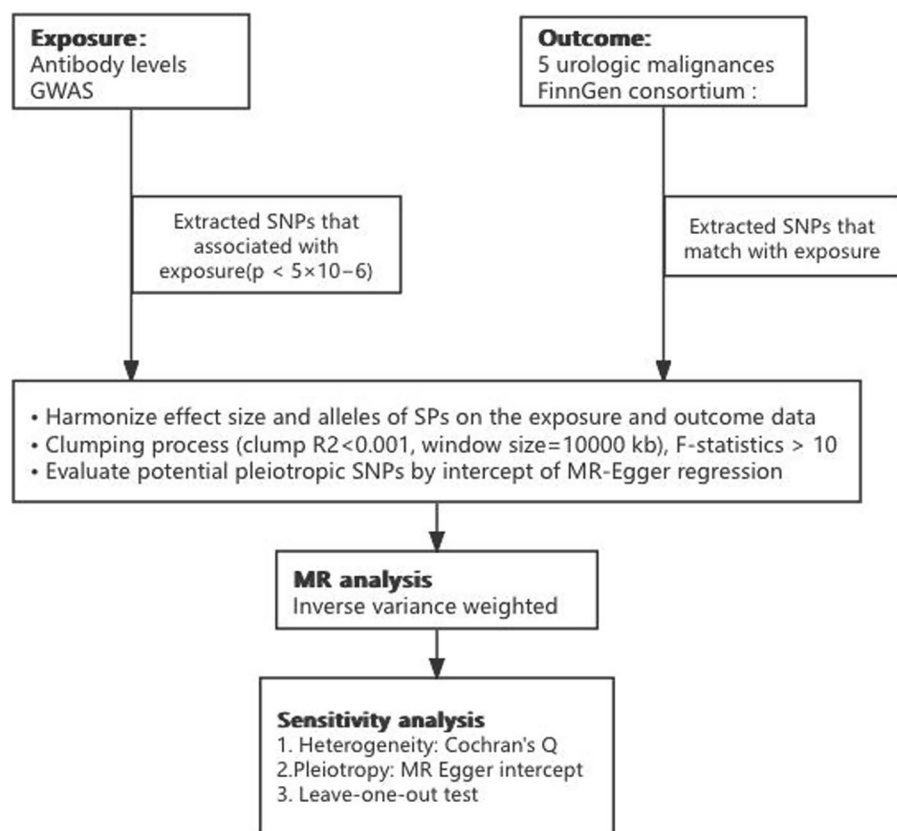 Exposure:
Antibody levels
GWAS
Outcome:
5 urologic malignances
FinnGen consortium :
Extracted SNPs that
associated with
exposure(p < 5×10−6)
Extracted SNPs that
match with exposure
• Harmonize effect size and alleles of SPs on the exposure and outcome data
• Clumping process (clump R2<0.001, window size=10000 kb), F-statistics > 10
• Evaluate potential pleiotropic SNPs by intercept of MR-Egger regression
MR analysis
Inverse variance weighted
Sensitivity analysis
1. Heterogeneity: Cochran's Q
2.Pleiotropy: MR Egger intercept
3. Leave-one-out test